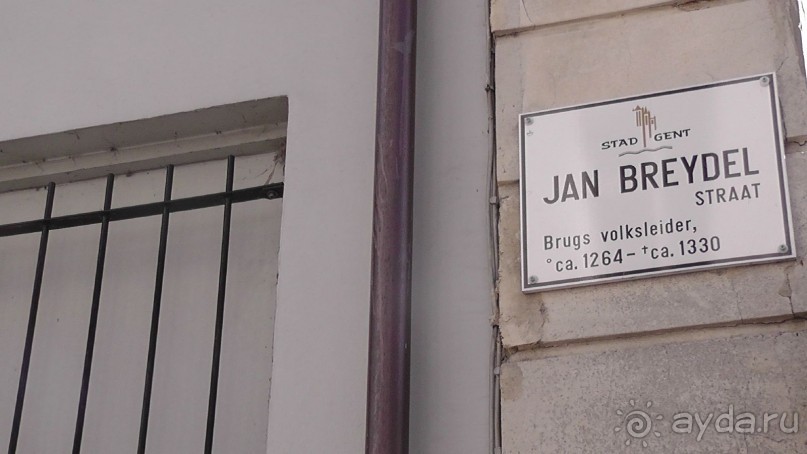 STAD GENT
JAN BREYDEL
STRAAT
Brugs volksleider,
°ca. 1264 – †ca. 1330
ayda.ru